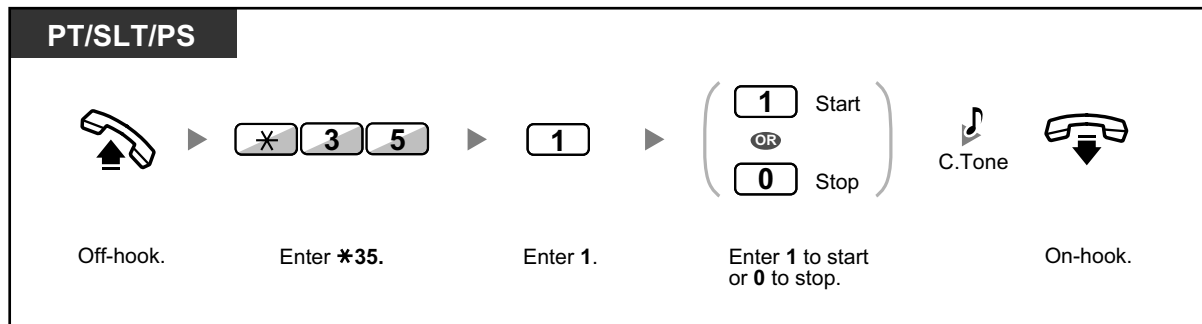 PT/SLT/PS
1 Start
OR
0 Stop
* 3 5
1
C.Tone
Off-hook.
Enter *35.
Enter 1.
Enter 1 to start
or 0 to stop.
On-hook.